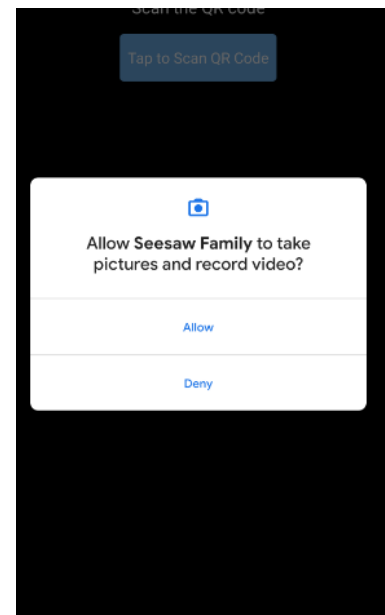 Scan the QR code
Tap to Scan QR Code
Allow Seesaw Family to take
pictures and record video?
Allow
Deny